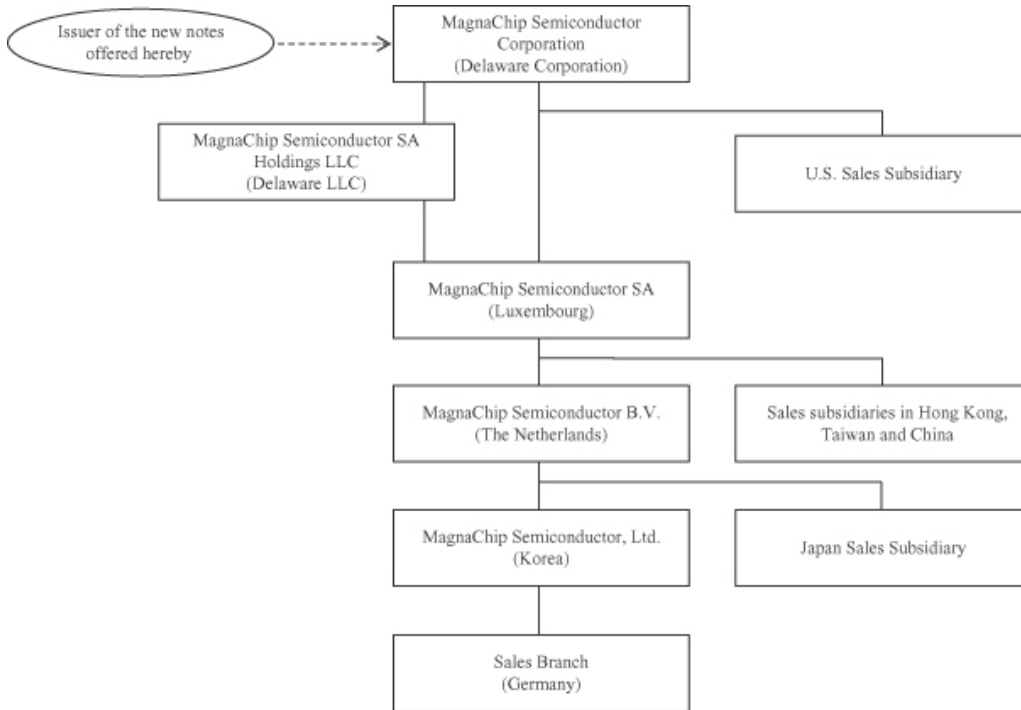 Issuer of the new notes
offered hereby
MagnaChip Semiconductor
Corporation
(Delaware Corporation)
MagnaChip Semiconductor SA
Holdings LLC
(Delaware LLC)
U.S. Sales Subsidiary
MagnaChip Semiconductor SA
(Luxembourg)
MagnaChip Semiconductor B.V.
(The Netherlands)
Sales subsidiaries in Hong Kong,
Taiwan and China
MagnaChip Semiconductor, Ltd.
(Korea)
Japan Sales Subsidiary
Sales Branch
(Germany)